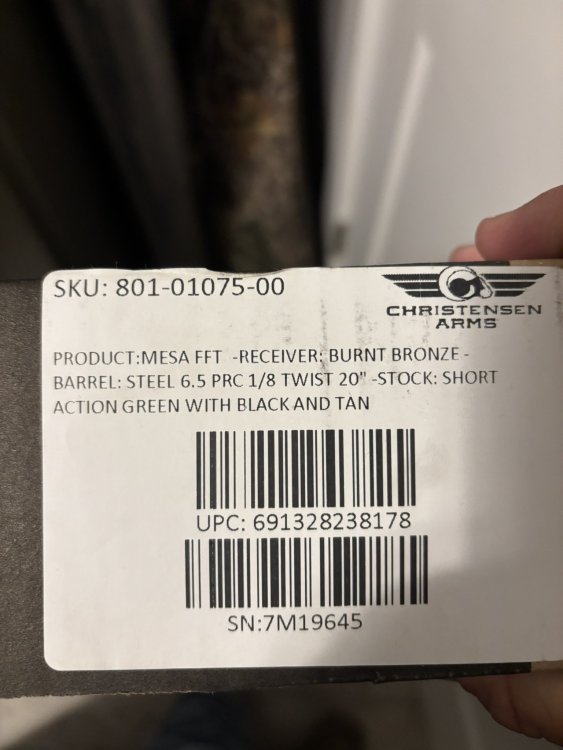 SKU: 801-01075-00
CHRISTENSEN
ARMS
PRODUCT:MESA FFT -RECEIVER: BURNT BRONZE -
BARREL: STEEL 6.5 PRC 1/8 TWIST 20" -STOCK: SHORT
ACTION GREEN WITH BLACK AND TAN
UPC: 691328238178
SN:7M19645